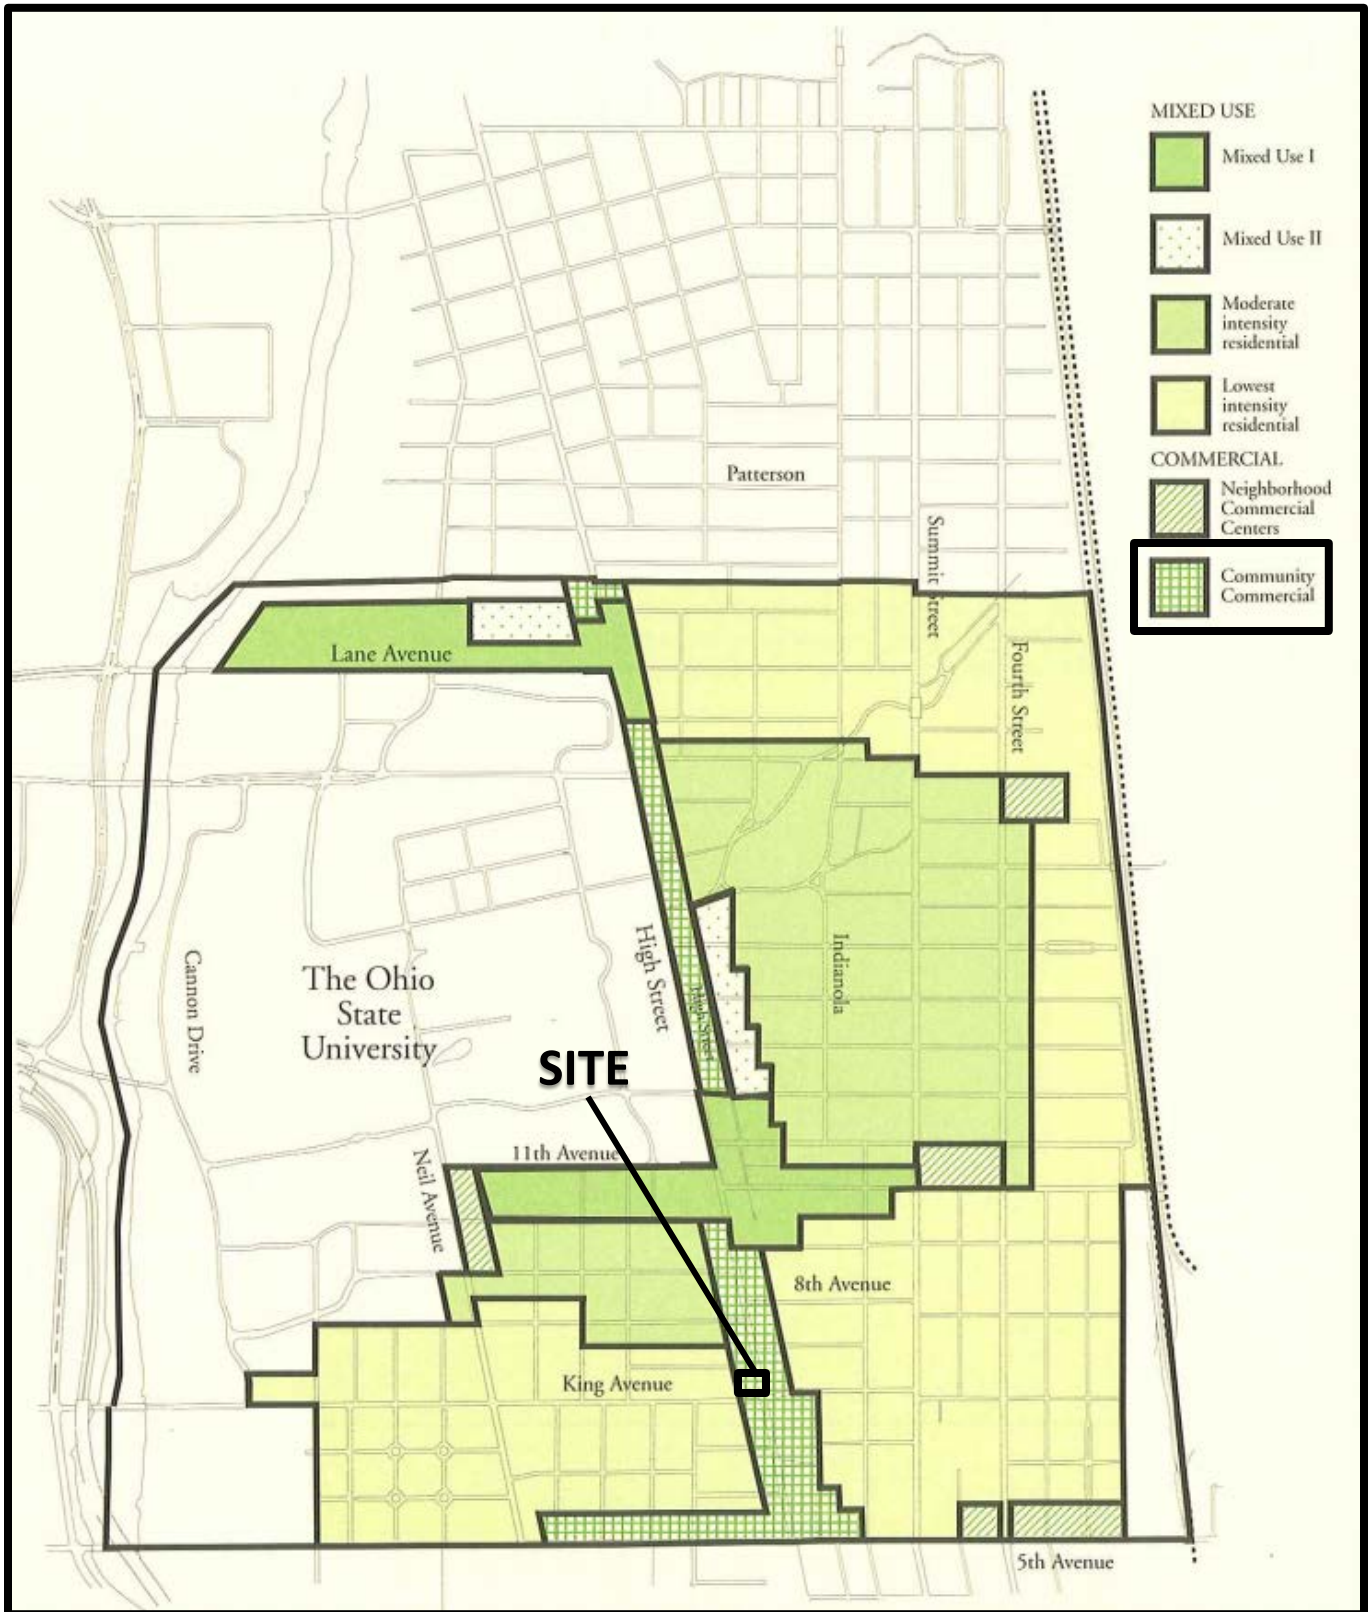 MIXED USE
Mixed Use I
Mixed Use II
Moderate
intensity
residential
Lowest
intensity
residential
COMMERCIAL
Neighborhood
Commercial
Centers
Community
Commercial
Patterson
Summit Street
Fourth Street
Lane Avenue
High Street
Indianola
Cannon Drive
The Ohio
State
University
SITE
11th Avenue
Neil Avenue
8th Avenue
King Avenue
5th Avenue